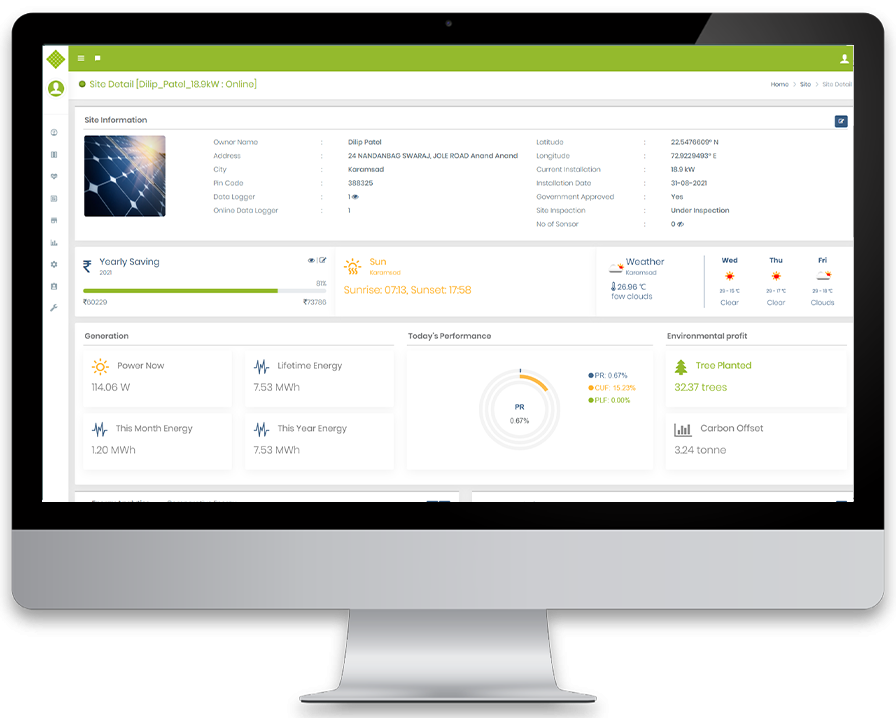 Site Detail [Dilip_Patel_18.9kW : Online]
Home > Site > Site Detail
Site Information
Owner Name : Dilip Patel
Address : 24 NANDANBAG SWARAJ, JOLE ROAD Anand Anand
City : Karamsad
Pin Code : 388325
Data Logger : 1
Online Data Logger : 1
Latitude : 22.5476609° N
Longitude : 72.9229493° E
Current Installation : 18.9 kW
Installation Date : 31-08-2021
Government Approved : Yes
Site Inspection : Under Inspection
No of Sensor : 0
₹ Yearly Saving
2021
81%
₹60229 ₹73786
Sun
Karamsad
Sunrise: 07:13, Sunset: 17:58
Weather
Karamsad
26.96 °C
few clouds
Wed Thu Fri
Clear Clear Clouds
Generation
Power Now
114.06 W
Lifetime Energy
7.53 MWh
This Month Energy
1.20 MWh
This Year Energy
7.53 MWh
Today's Performance
PR
0.67%
PR: 0.67%
CUF: 15.23%
PLF: 0.00%
Environmental profit
Tree Planted
32.37 trees
Carbon Offset
3.24 tonne